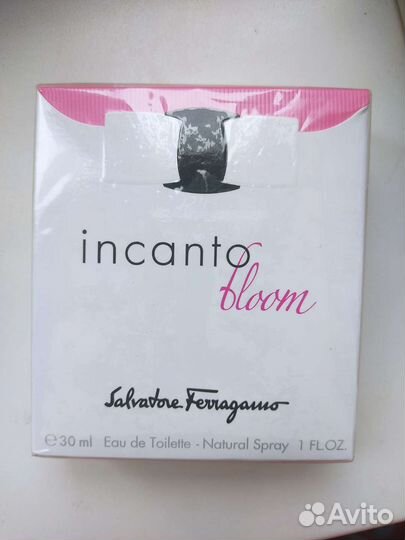 incanto
bloom
Salvatore Ferragamo
℮30 ml Eau de Toilette - Natural Spray 1 FL.OZ.
Avito